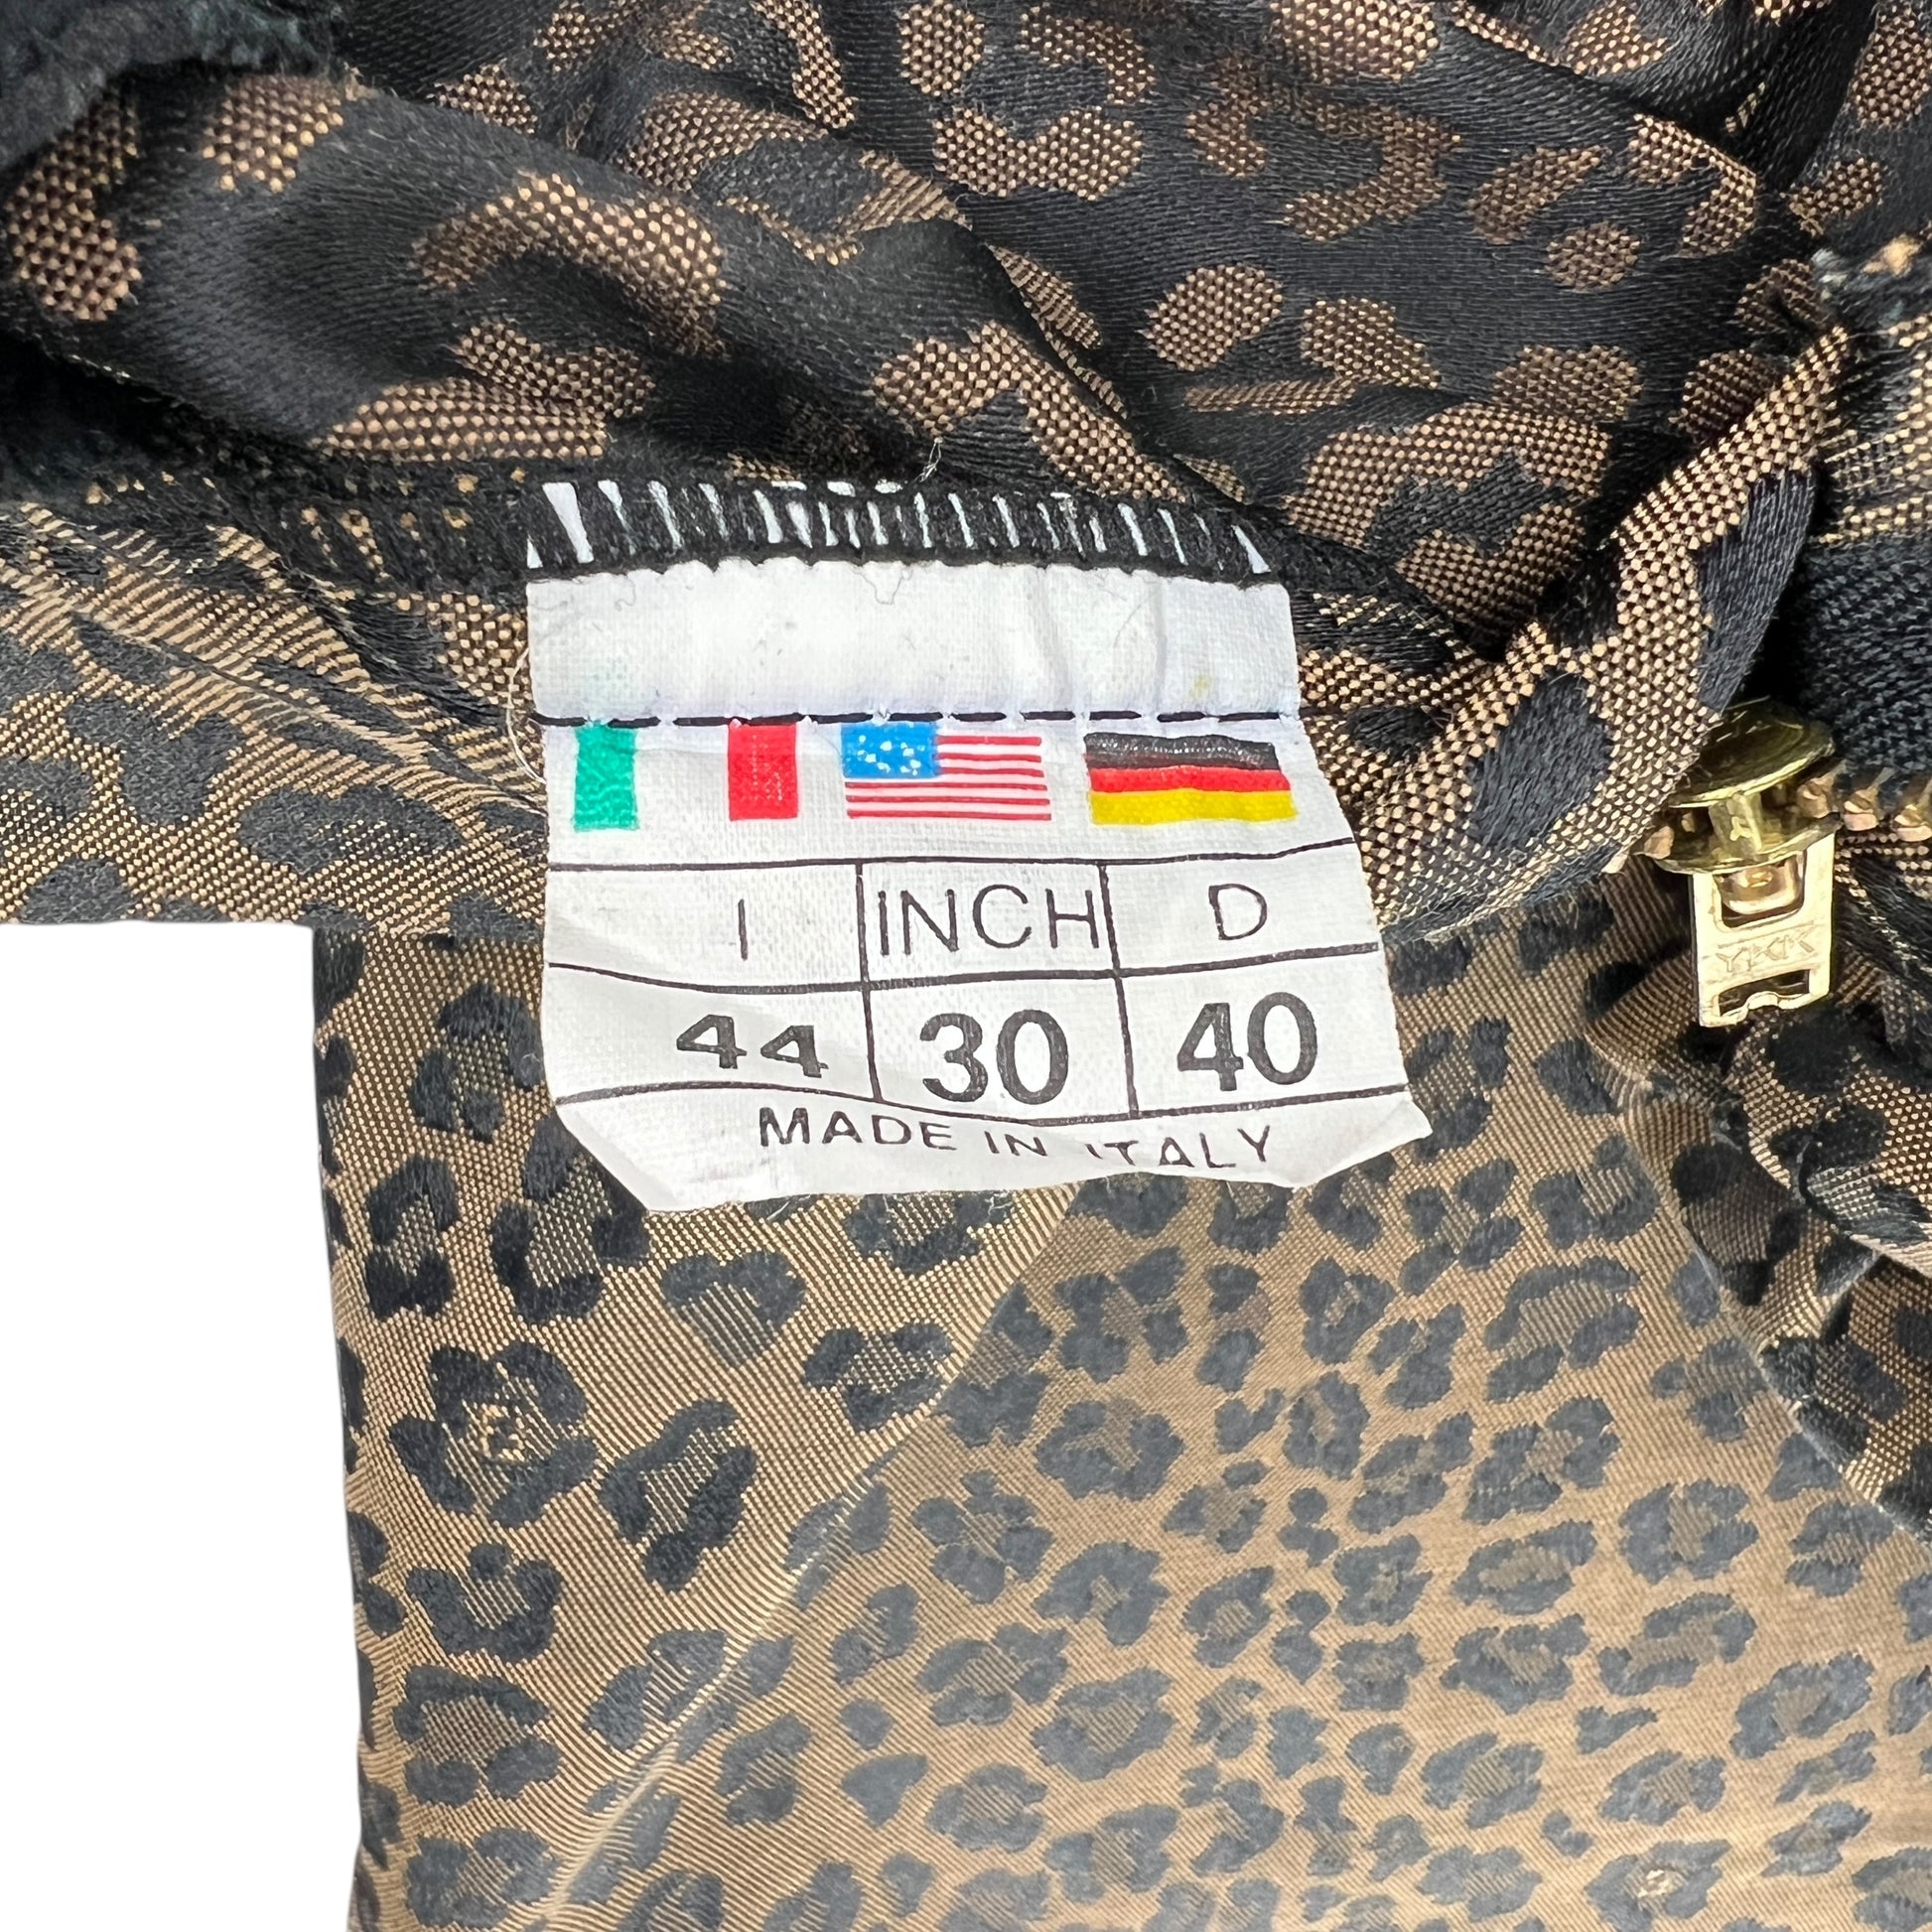 I INCH D
44 30 40
MADE IN ITALY
YKK